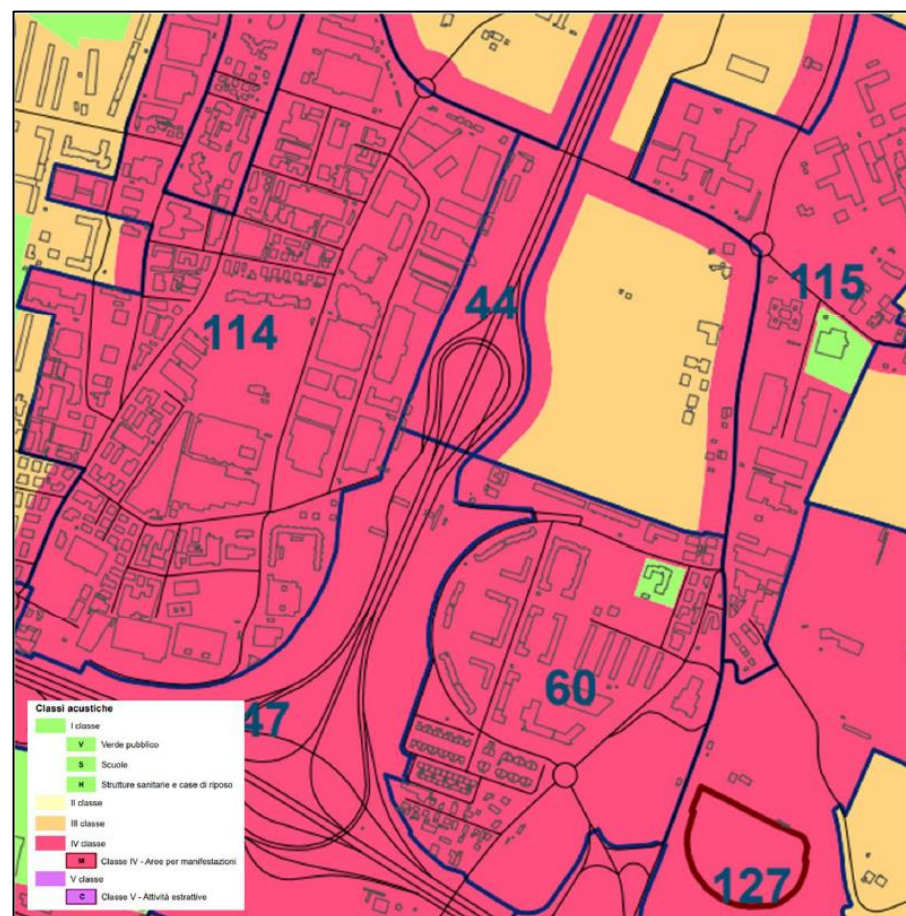 115
44
114
60
47
127
Classi acustiche
I classe
V Verde pubblico
S Scuole
H Strutture sanitarie e case di riposo
II classe
III classe
IV classe
M Classe IV - Aree per manifestazioni
V classe
C Classe V - Attività estrattive